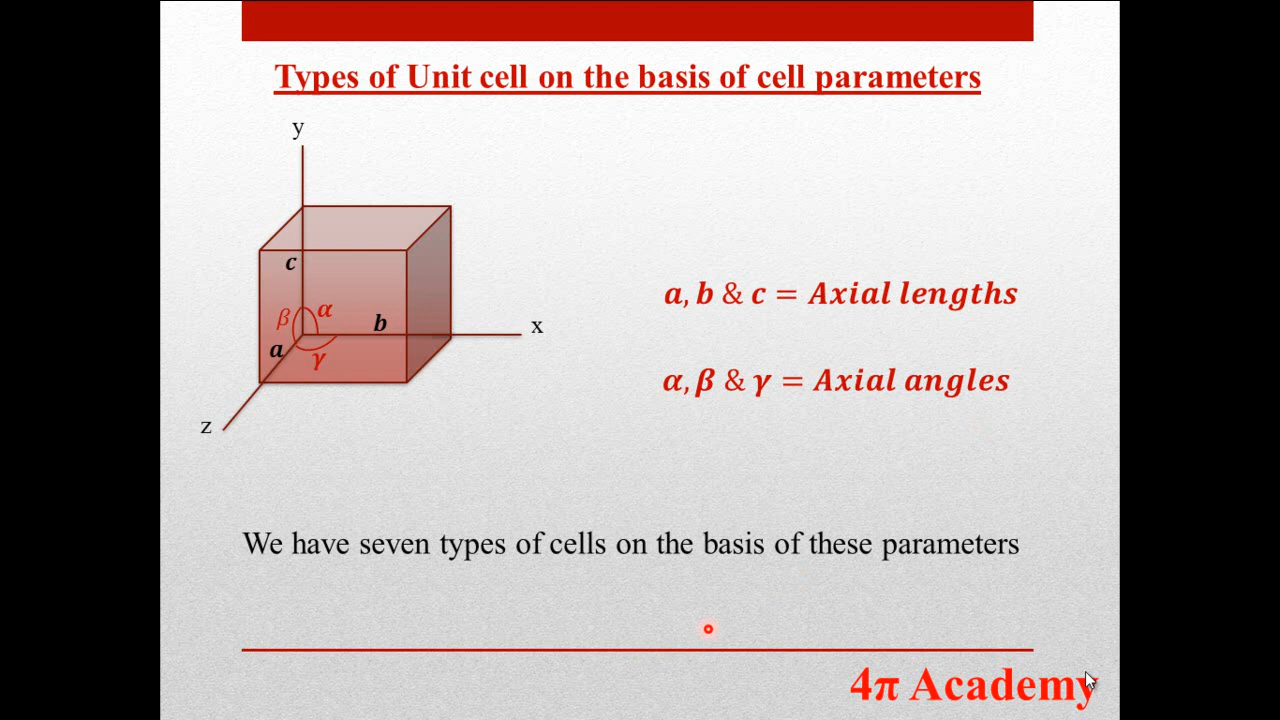 Types of Unit cell on the basis of cell parameters
y
c
β α
b
x
a
γ
z
a, b & c = Axial lengths
α, β & γ = Axial angles
We have seven types of cells on the basis of these parameters
4π Academy